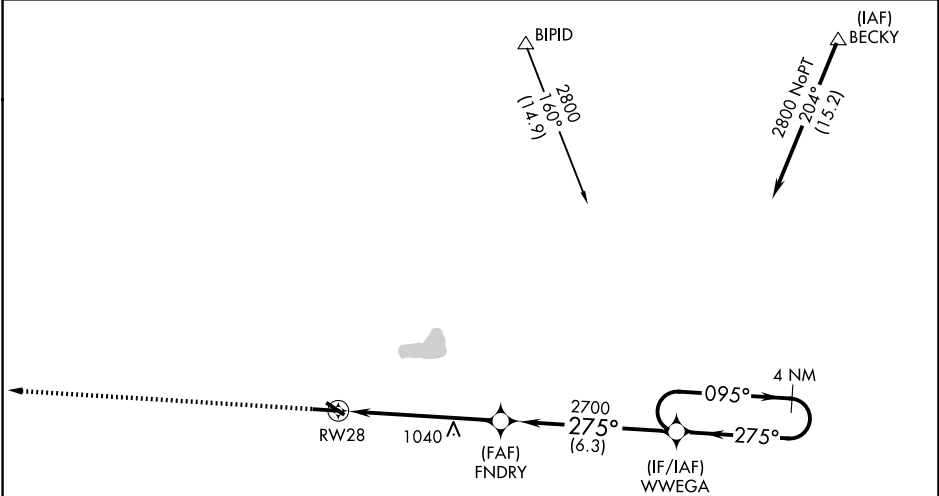 BIPID
(IAF)
BECKY
2800
160°
(14.9)
2800 NoPT
204°
(15.2)
4 NM
095°
275°
2700
275°
(6.3)
RW28
1040
(FAF)
FNDRY
(IF/IAF)
WWEGA